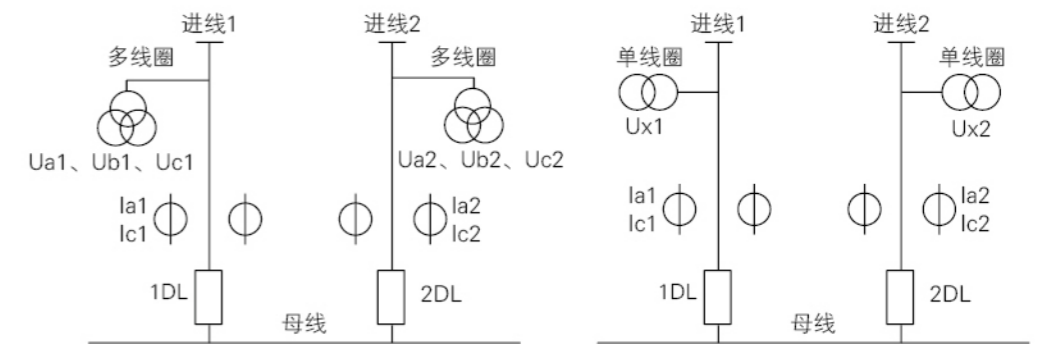 进线1
进线2
多线圈
多线圈
Ua1、Ub1、Uc1
Ua2、Ub2、Uc2
Ia1
Ic1
Ia2
Ic2
1DL
2DL
母线
进线1
进线2
单线圈
单线圈
Ux1
Ux2
Ia1
Ic1
Ia2
Ic2
1DL
2DL
母线